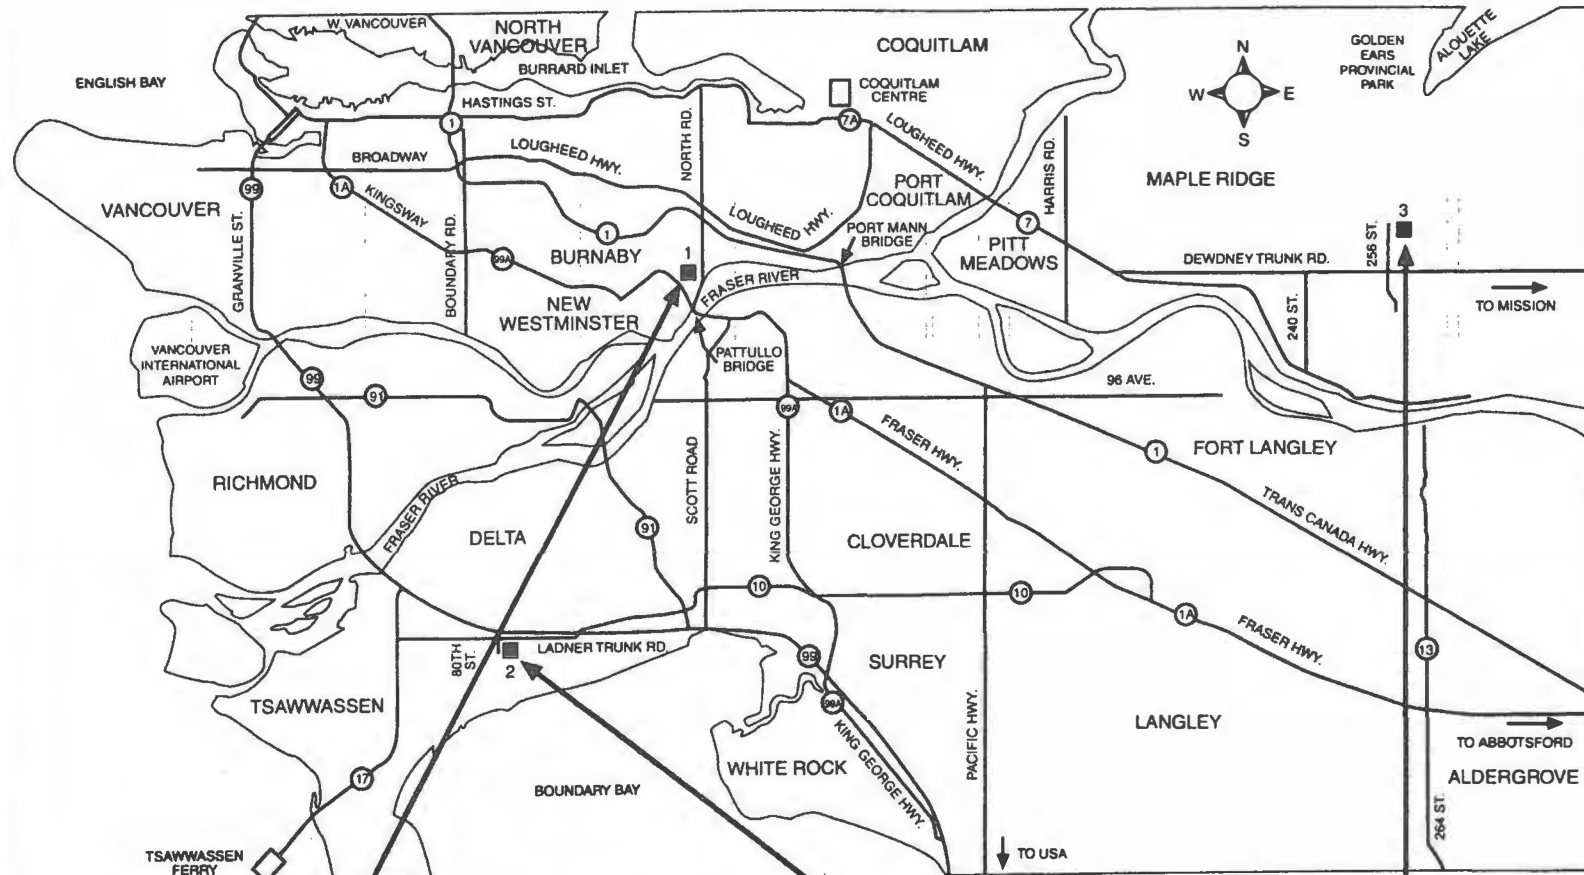 W. VANCOUVER
NORTH
VANCOUVER
BURRARD INLET
ENGLISH BAY
HASTINGS ST.
COQUITLAM
COQUITLAM
CENTRE
GOLDEN
EARS
PROVINCIAL
PARK
ALOUETTE
LAKE
N
W
E
S
1
7A
BROADWAY
LOUGHEED HWY.
NORTH RD.
LOUGHEED HWY.
HARRIS RD.
MAPLE RIDGE
99
1A
KINGSWAY
VANCOUVER
GRANVILLE ST.
BOUNDARY RD.
1
BURNABY
99A
LOUGHEED HWY.
PORT
COQUITLAM
7
PORT MANN
BRIDGE
PITT
MEADOWS
256 ST.
3
DEWDNEY TRUNK RD.
TO MISSION
240 ST.
1
FRASER RIVER
NEW
WESTMINSTER
PATTULLO
BRIDGE
VANCOUVER
INTERNATIONAL
AIRPORT
99
91
96 AVE.
99A
1A
FRASER HWY.
1
FORT LANGLEY
TRANS CANADA HWY.
RICHMOND
FRASER RIVER
DELTA
91
SCOTT ROAD
KING GEORGE HWY.
CLOVERDALE
10
10
1A
FRASER HWY.
13
80TH
ST.
2
LADNER TRUNK RD.
99
SURREY
TSAWWASSEN
99A
KING GEORGE HWY.
PACIFIC HWY.
LANGLEY
TO ABBOTSFORD
ALDERGROVE
WHITE ROCK
17
BOUNDARY BAY
264 ST.
TO USA
TSAWWASSEN
FERRY